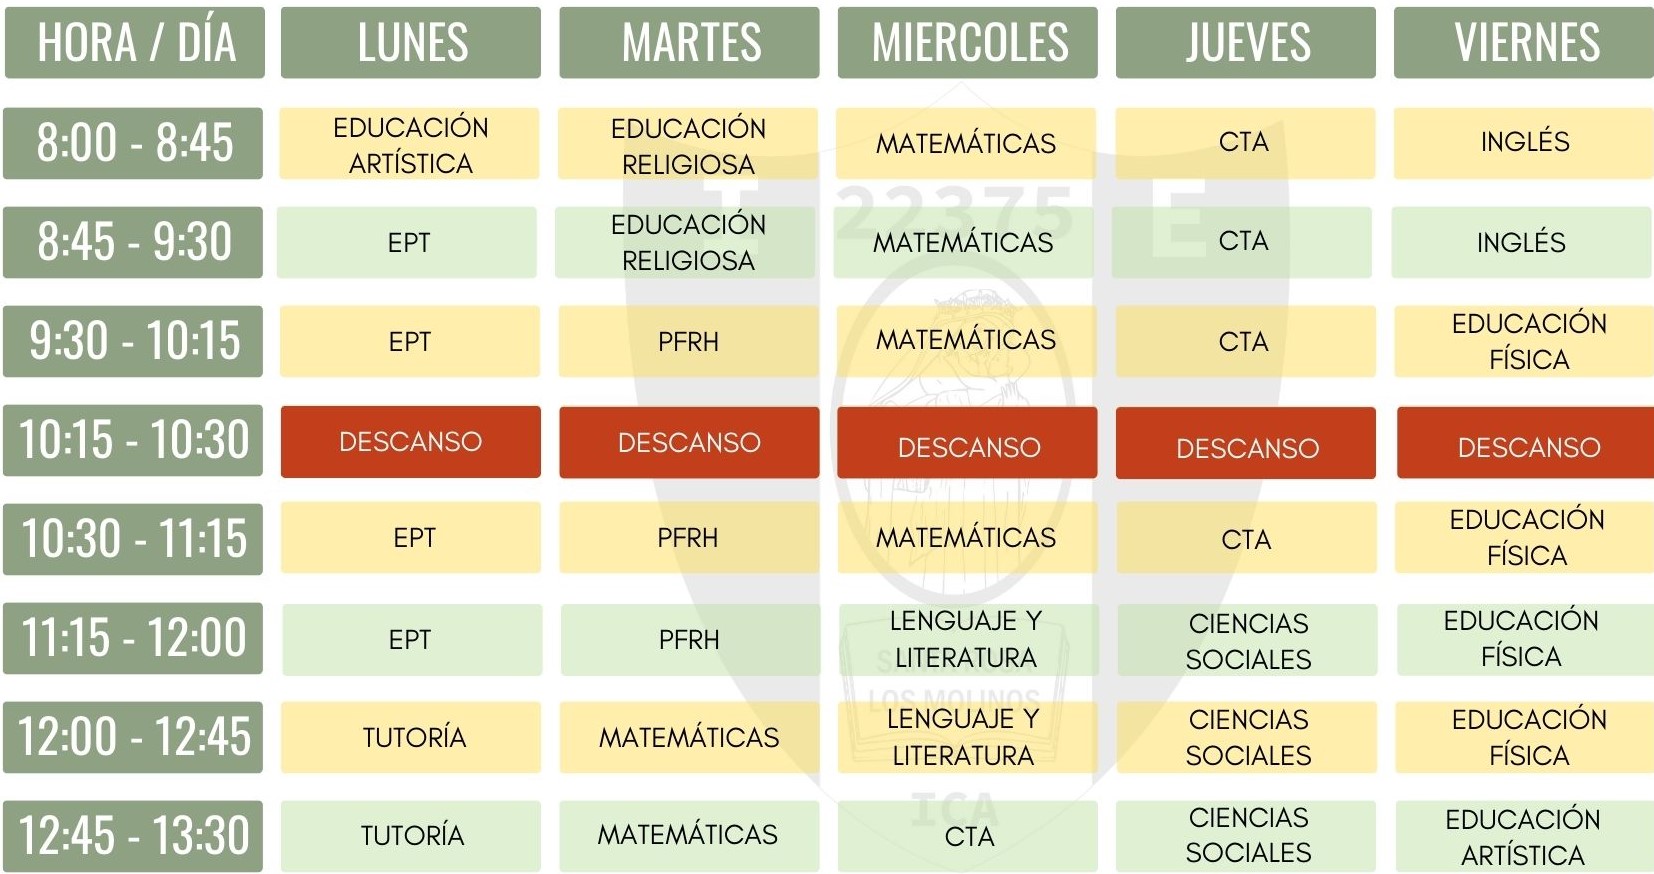 HORA / DÍA LUNES MARTES MIERCOLES JUEVES VIERNES
8:00 - 8:45
EDUCACIÓN
ARTÍSTICA
EDUCACIÓN
RELIGIOSA
MATEMÁTICAS
CTA
INGLÉS
8:45 - 9:30
EPT
EDUCACIÓN
RELIGIOSA
MATEMÁTICAS
CTA
INGLÉS
9:30 - 10:15
EPT
PFRH
MATEMÁTICAS
CTA
EDUCACIÓN
FÍSICA
10:15 - 10:30
DESCANSO
DESCANSO
DESCANSO
DESCANSO
DESCANSO
10:30 - 11:15
EPT
PFRH
MATEMÁTICAS
CTA
EDUCACIÓN
FÍSICA
11:15 - 12:00
EPT
PFRH
LENGUAJE Y
LITERATURA
CIENCIAS
SOCIALES
EDUCACIÓN
FÍSICA
12:00 - 12:45
TUTORÍA
MATEMÁTICAS
LENGUAJE Y
LITERATURA
CIENCIAS
SOCIALES
EDUCACIÓN
FÍSICA
12:45 - 13:30
TUTORÍA
MATEMÁTICAS
CTA
CIENCIAS
SOCIALES
EDUCACIÓN
ARTÍSTICA
I 22375 E
LOS MOLINOS
ICA